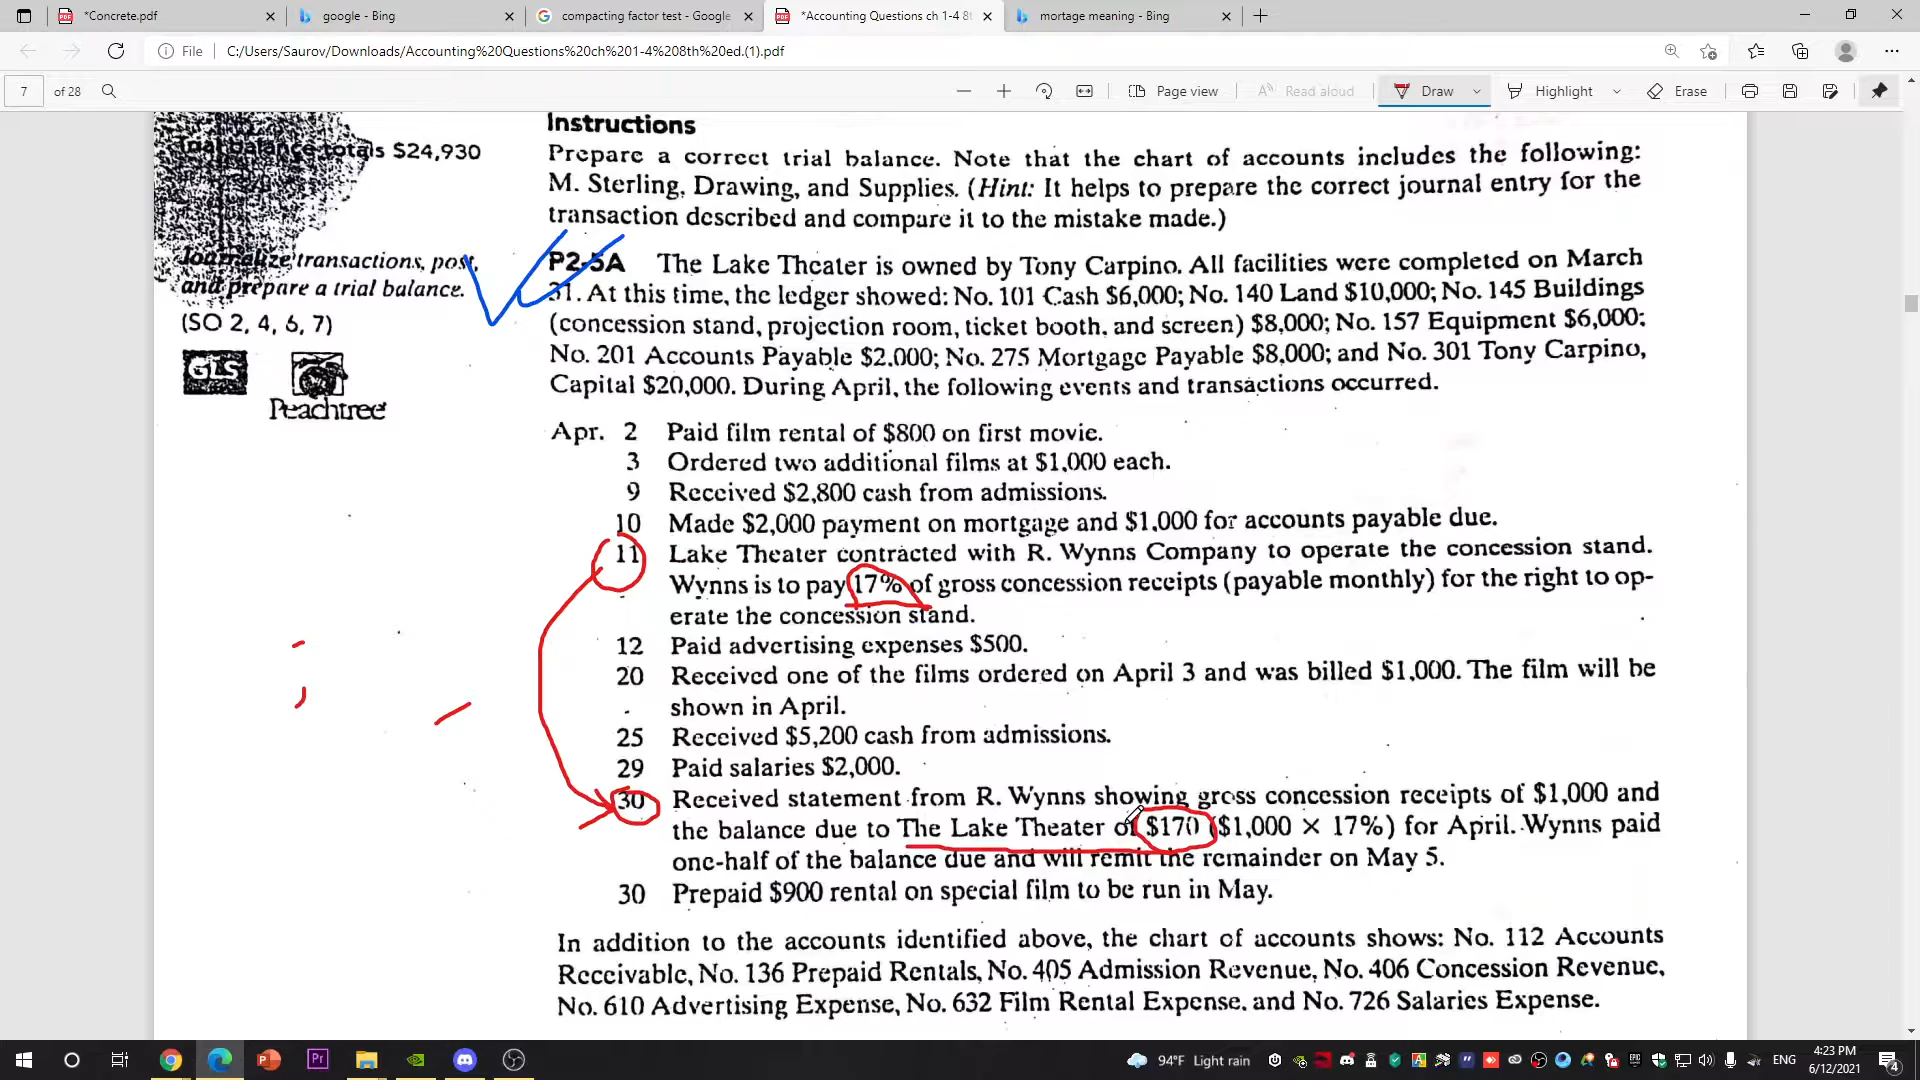 *Concrete.pdf
google - Bing
compacting factor test - Google
*Accounting Questions ch 1-4 8t
mortage meaning - Bing
File
C:/Users/Saurov/Downloads/Accounting%20Questions%20ch%201-4%208th%20ed.(1).pdf
7 of 28
Page view
Read aloud
Draw
Highlight
Erase
Trial balance totals $24,930
Instructions
Prepare a correct trial balance. Note that the chart of accounts includes the following:
M. Sterling, Drawing, and Supplies. (Hint: It helps to prepare the correct journal entry for the
transaction described and compare it to the mistake made.)
Journalize transactions, post,
and prepare a trial balance.
(SO 2, 4, 6, 7)
GLS
Peachtree
P2-5A The Lake Theater is owned by Tony Carpino. All facilities were completed on March
31. At this time, the ledger showed: No. 101 Cash $6,000; No. 140 Land $10,000; No. 145 Buildings
(concession stand, projection room, ticket booth, and screen) $8,000; No. 157 Equipment $6,000;
No. 201 Accounts Payable $2,000; No. 275 Mortgage Payable $8,000; and No. 301 Tony Carpino,
Capital $20,000. During April, the following events and transactions occurred.
Apr. 2 Paid film rental of $800 on first movie.
3 Ordered two additional films at $1,000 each.
9 Received $2,800 cash from admissions.
10 Made $2,000 payment on mortgage and $1,000 for accounts payable due.
11 Lake Theater contracted with R. Wynns Company to operate the concession stand.
Wynns is to pay 17% of gross concession receipts (payable monthly) for the right to op-
erate the concession stand.
12 Paid advertising expenses $500.
20 Received one of the films ordered on April 3 and was billed $1,000. The film will be
shown in April.
25 Received $5,200 cash from admissions.
29 Paid salaries $2,000.
30 Received statement from R. Wynns showing gross concession receipts of $1,000 and
the balance due to The Lake Theater of $170 ($1,000 × 17%) for April. Wynns paid
one-half of the balance due and will remit the remainder on May 5.
30 Prepaid $900 rental on special film to be run in May.
In addition to the accounts identified above, the chart of accounts shows: No. 112 Accounts
Receivable, No. 136 Prepaid Rentals, No. 405 Admission Revenue, No. 406 Concession Revenue,
No. 610 Advertising Expense, No. 632 Film Rental Expense, and No. 726 Salaries Expense.
94°F Light rain
ENG
4:23 PM
6/12/2021
4